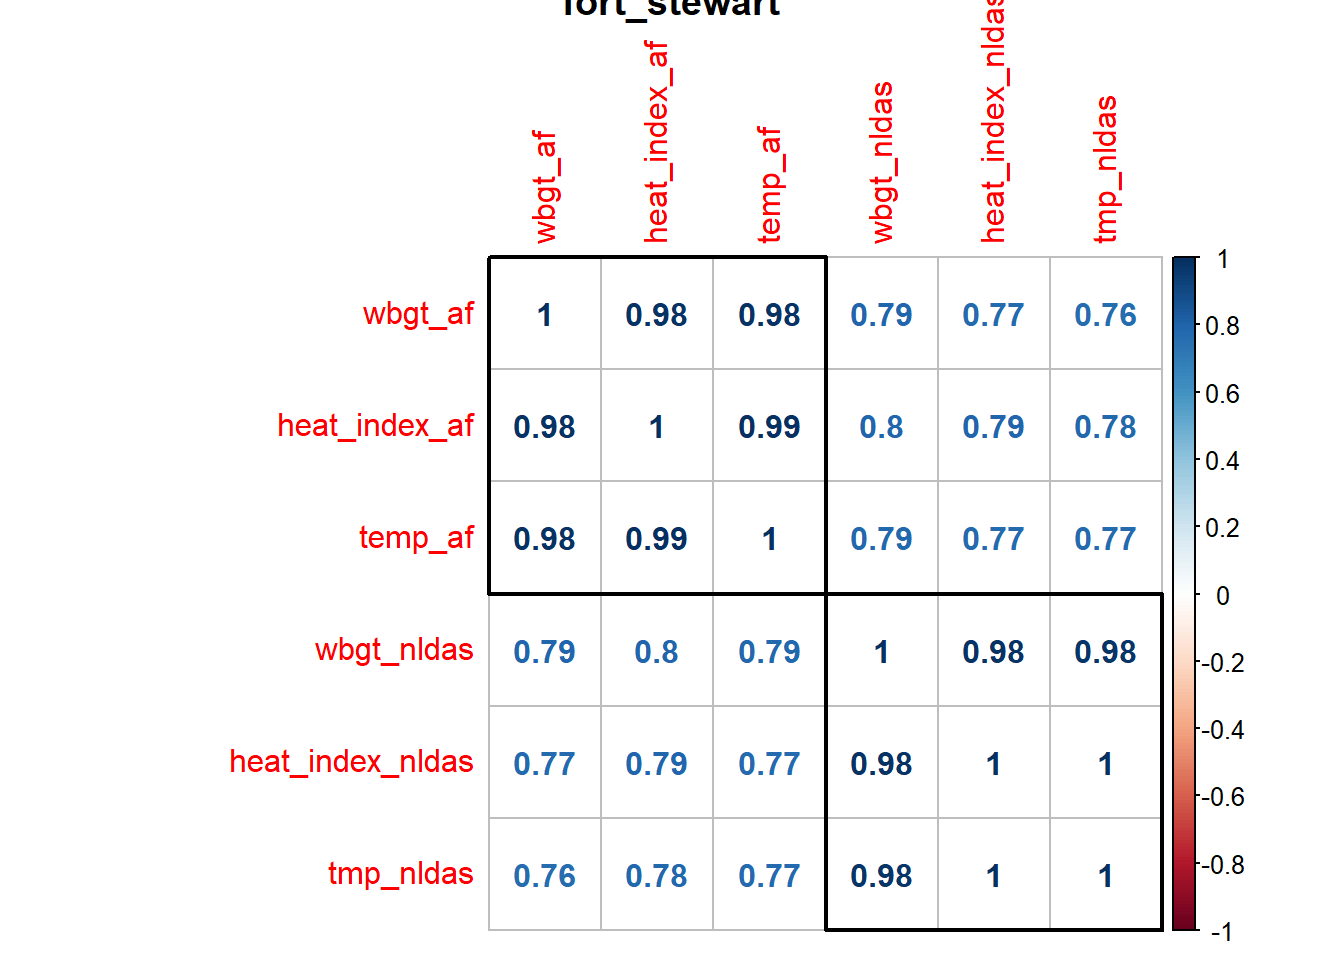 fort_stewart
wbgt_af heat_index_af temp_af wbgt_nldas heat_index_nldas tmp_nldas
wbgt_af 1 0.98 0.98 0.79 0.77 0.76
heat_index_af 0.98 1 0.99 0.8 0.79 0.78
temp_af 0.98 0.99 1 0.79 0.77 0.77
wbgt_nldas 0.79 0.8 0.79 1 0.98 0.98
heat_index_nldas 0.77 0.79 0.77 0.98 1 1
tmp_nldas 0.76 0.78 0.77 0.98 1 1
1
0.8
0.6
0.4
0.2
0
-0.2
-0.4
-0.6
-0.8
-1